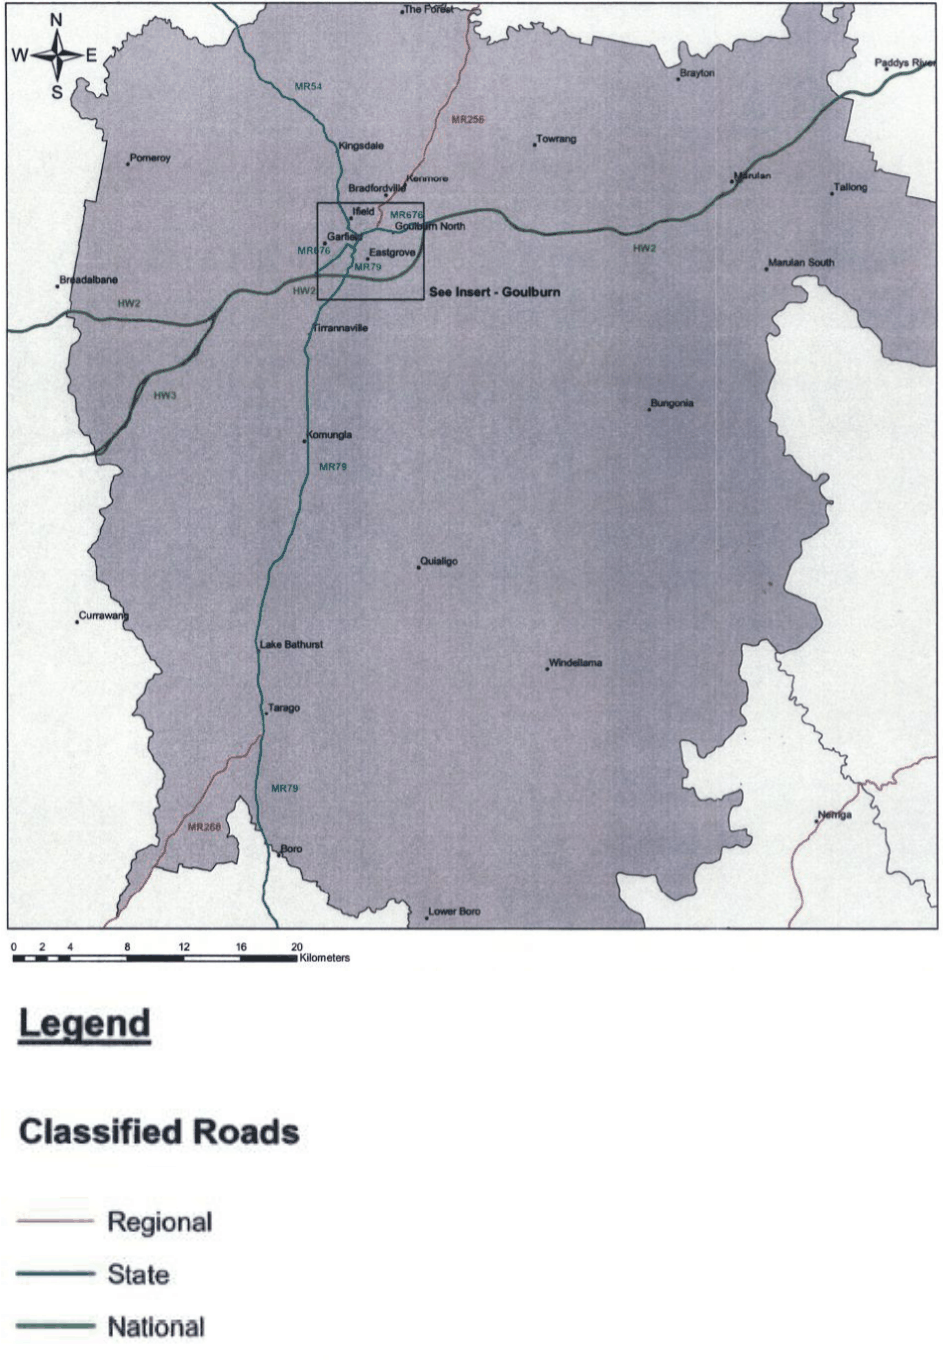 N
The Forest
W E
Paddys River
Brayton
S
MR54
MR256
Towrang
Kingsdale
Pomeroy
Kenmore
Marulan
Bradfordville
Tallong
Ifield
MR676
Goulburn North
Garfield
HW2
MR676
Eastgrove
Marulan South
MR79
Breadalbane
HW2
See Insert - Goulburn
HW2
Tirrannaville
HW3
Bungonia
Komungla
MR79
Quialigo
Currawang
Lake Bathurst
Windellama
Tarago
MR79
Nerriga
MR268
Boro
Lower Boro
0 2 4 8 12 16 20
Kilometers
Legend
Classified Roads
Regional
State
National